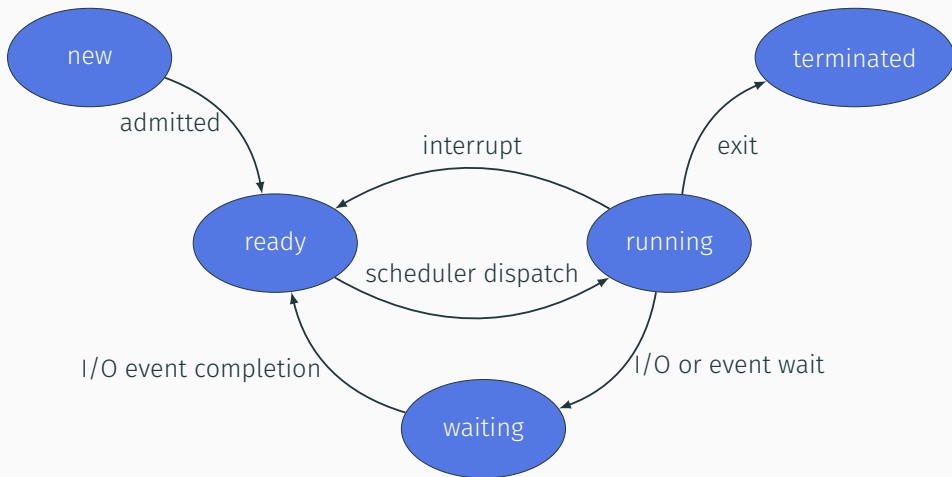 new
terminated
admitted
interrupt
exit
ready
running
scheduler dispatch
I/O event completion
I/O or event wait
waiting